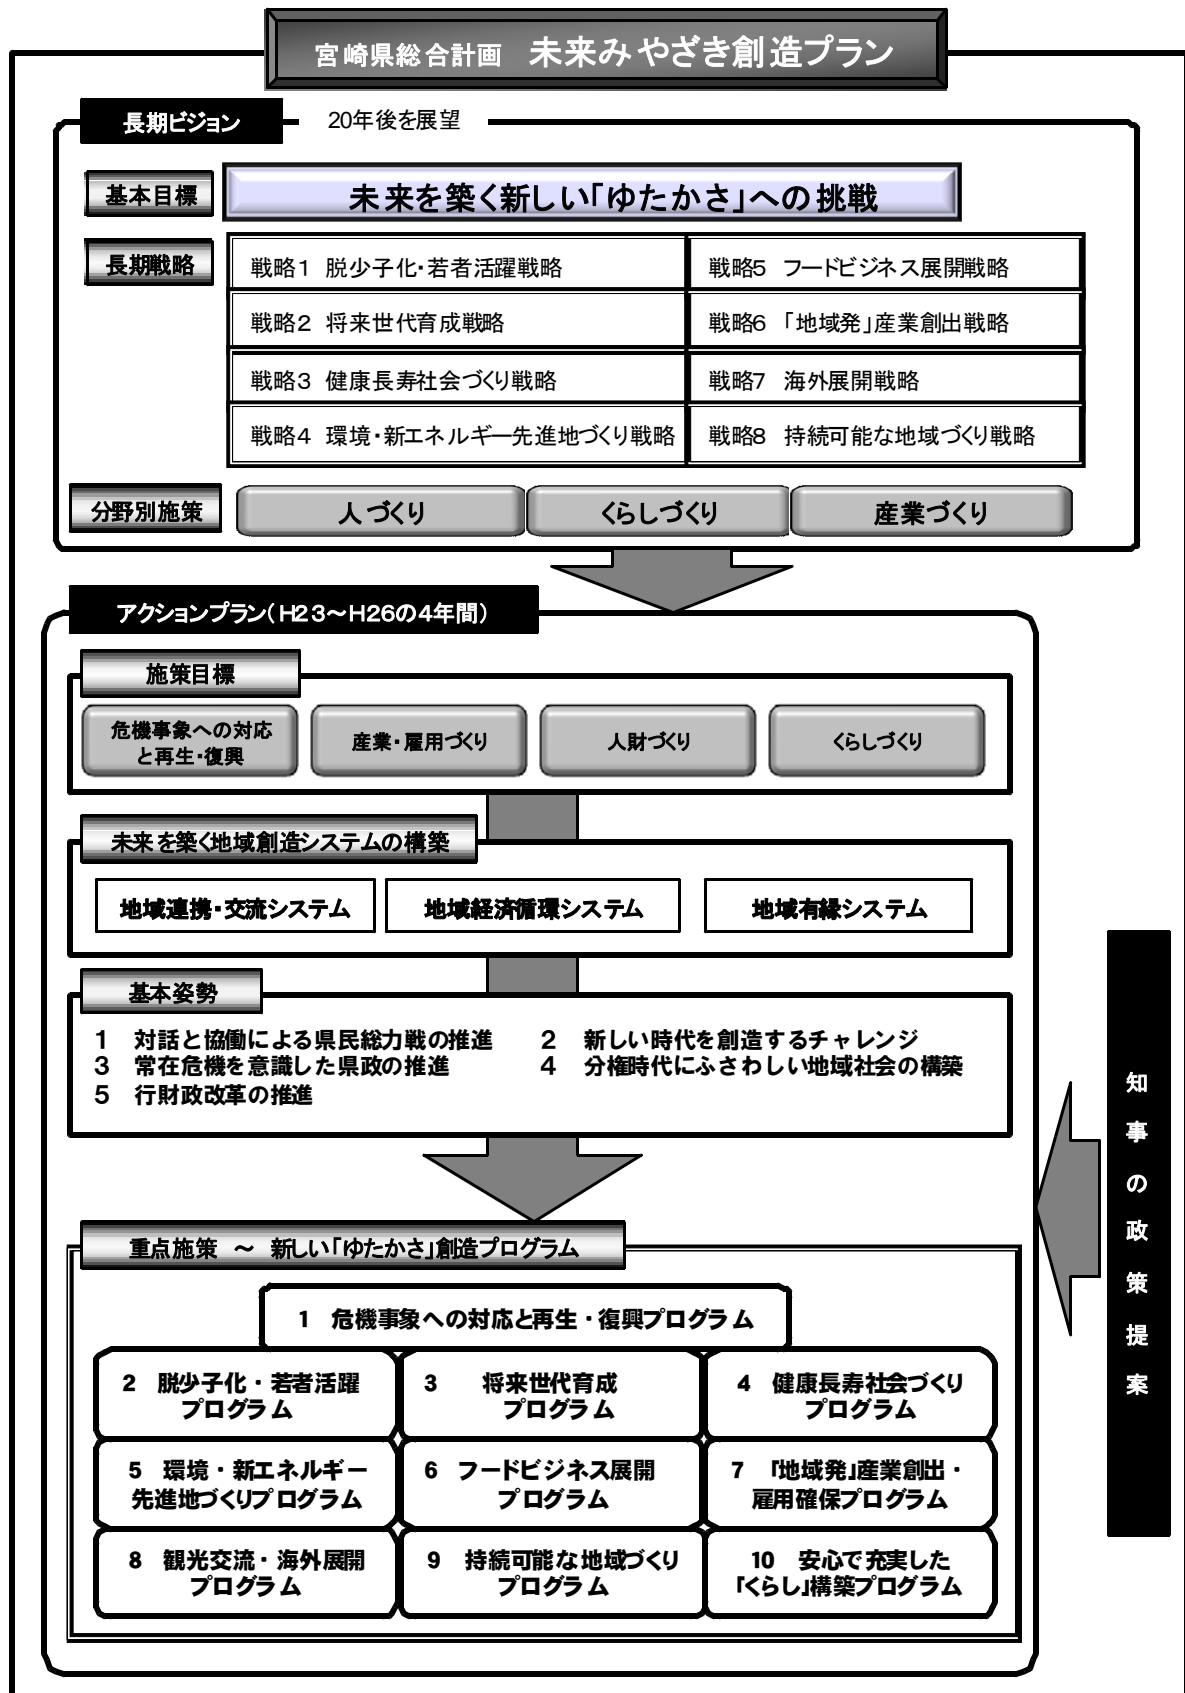 宮崎県総合計画 未来みやざき創造プラン
長期ビジョン 20年後を展望
基本目標 未来を築く新しい「ゆたかさ」への挑戦
長期戦略
戦略1 脱少子化・若者活躍戦略 戦略5 フードビジネス展開戦略
戦略2 将来世代育成戦略 戦略6 「地域発」産業創出戦略
戦略3 健康長寿社会づくり戦略 戦略7 海外展開戦略
戦略4 環境・新エネルギー先進地づくり戦略 戦略8 持続可能な地域づくり戦略
分野別施策 人づくり くらしづくり 産業づくり
アクションプラン(H23～H26の4年間)
施策目標
危機事象への対応
と再生・復興
産業・雇用づくり
人財づくり
くらしづくり
未来を築く地域創造システムの構築
地域連携・交流システム 地域経済循環システム 地域有縁システム
基本姿勢
1 対話と協働による県民総力戦の推進 2 新しい時代を創造するチャレンジ
3 常在危機を意識した県政の推進 4 分権時代にふさわしい地域社会の構築
5 行財政改革の推進
知事の政策提案
重点施策 ～ 新しい「ゆたかさ」創造プログラム
1 危機事象への対応と再生・復興プログラム
2 脱少子化・若者活躍
プログラム
3 将来世代育成
プログラム
4 健康長寿社会づくり
プログラム
5 環境・新エネルギー
先進地づくりプログラム
6 フードビジネス展開
プログラム
7 「地域発」産業創出・
雇用確保プログラム
8 観光交流・海外展開
プログラム
9 持続可能な地域づくり
プログラム
10 安心で充実した
「くらし」構築プログラム